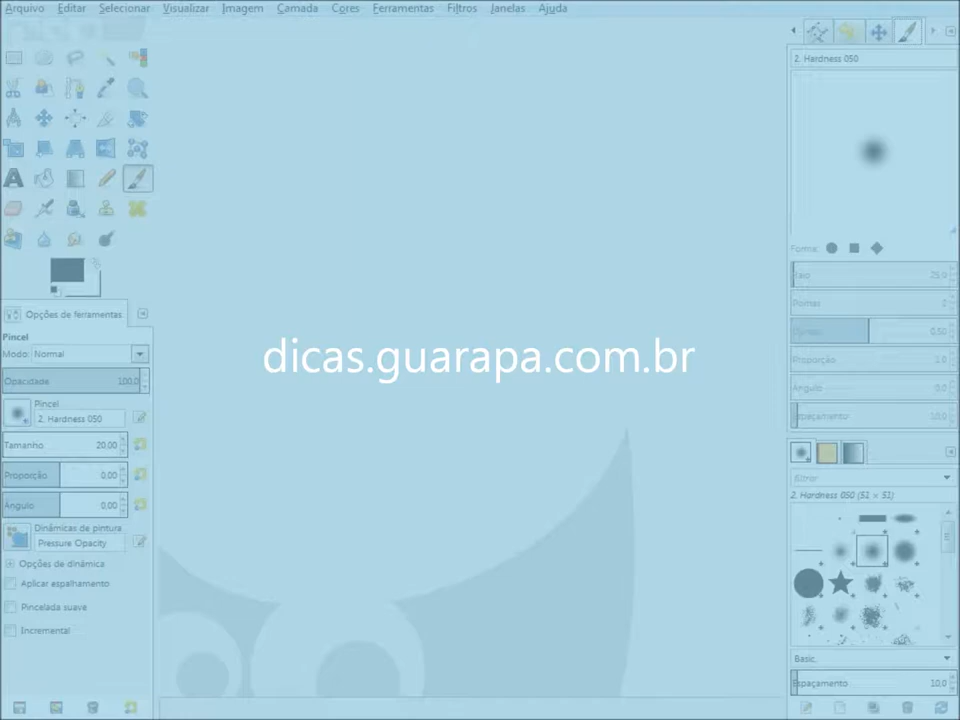 Arquivo Editar Selecionar Visualizar Imagem Camada Cores Ferramentas Filtros Janelas Ajuda
2. Hardness 050
Forma:
Raio 25,0
Pontas 2
Dureza 0,50
Proporção 1,0
Ângulo 0,0
Espaçamento 10,0
Opções de ferramentas
Pincel
Modo: Normal
Opacidade 100,0
Pincel
2. Hardness 050
Tamanho 20,00
Proporção 0,00
Ângulo 0,00
Dinâmicas de pintura
Pressure Opacity
Opções de dinâmica
Aplicar espalhamento
Pincelada suave
Incremental
dicas.guarapa.com.br
filtrar
2. Hardness 050 (51 × 51)
Basic,
Espaçamento 10,0